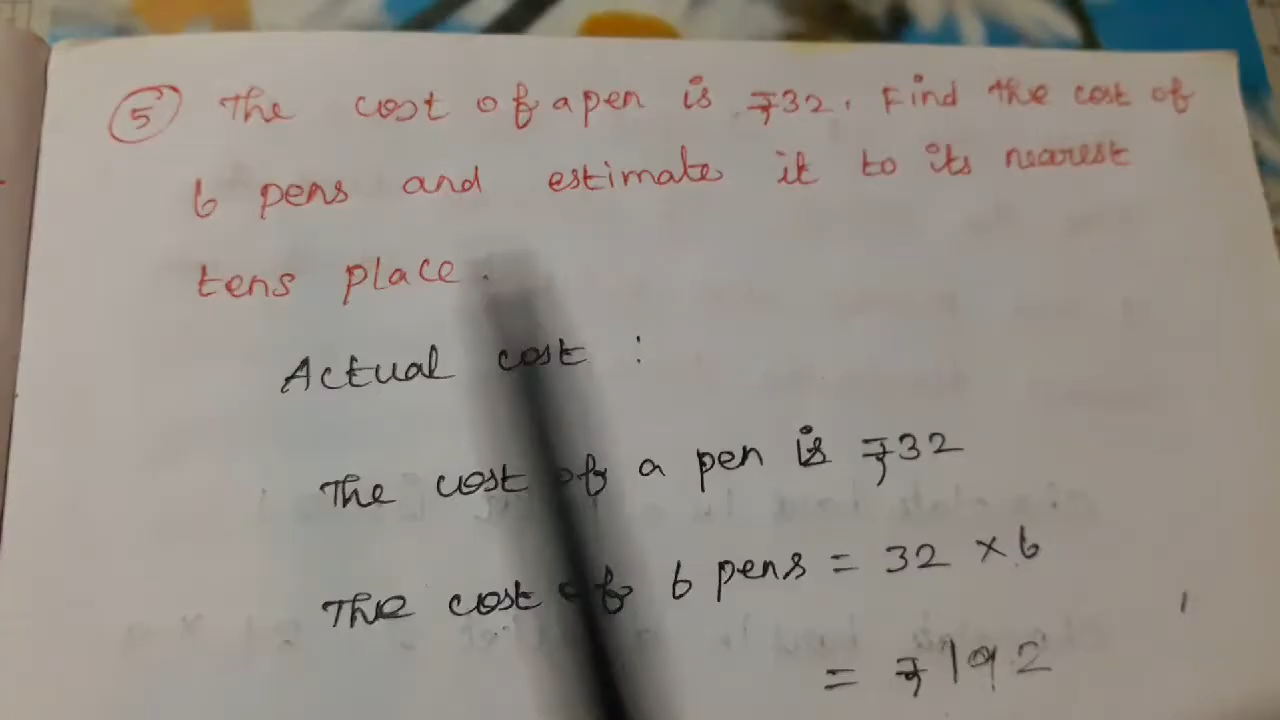 5 The cost of a pen is ₹32. Find the cost of
6 pens and estimate it to its nearest
tens place.
Actual cost :
The cost of a pen is ₹32
The cost of 6 pens = 32 × 6
= ₹192